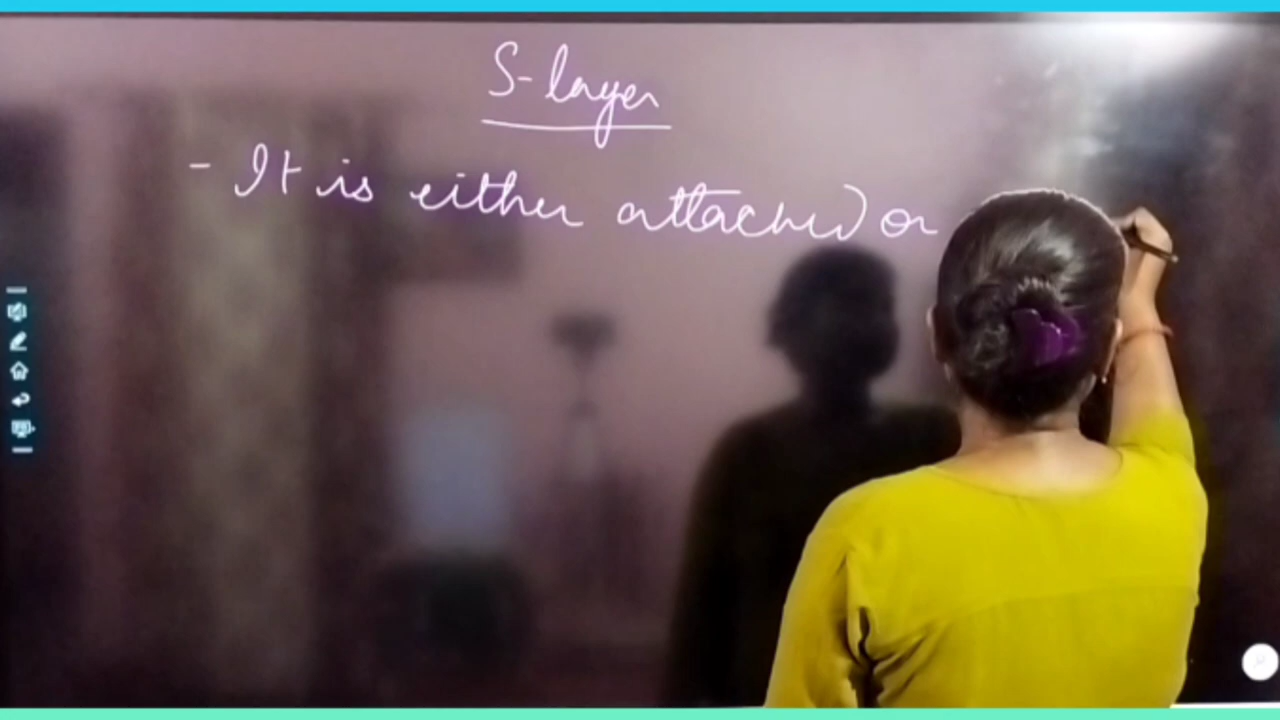 S-layer
- It is either attached or